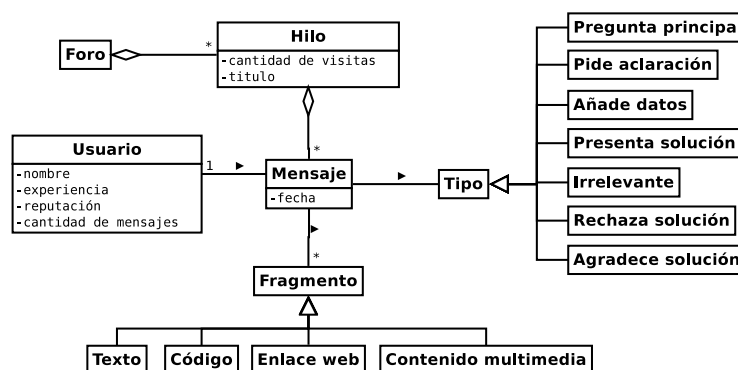 Foro
*
Hilo
-cantidad de visitas
-titulo
*
Usuario
-nombre
-experiencia
-reputación
-cantidad de mensajes
1
Mensaje
-fecha
*
Tipo
Pregunta principal
Pide aclaración
Añade datos
Presenta solución
Irrelevante
Rechaza solución
Agradece solución
Fragmento
Texto
Código
Enlace web
Contenido multimedia